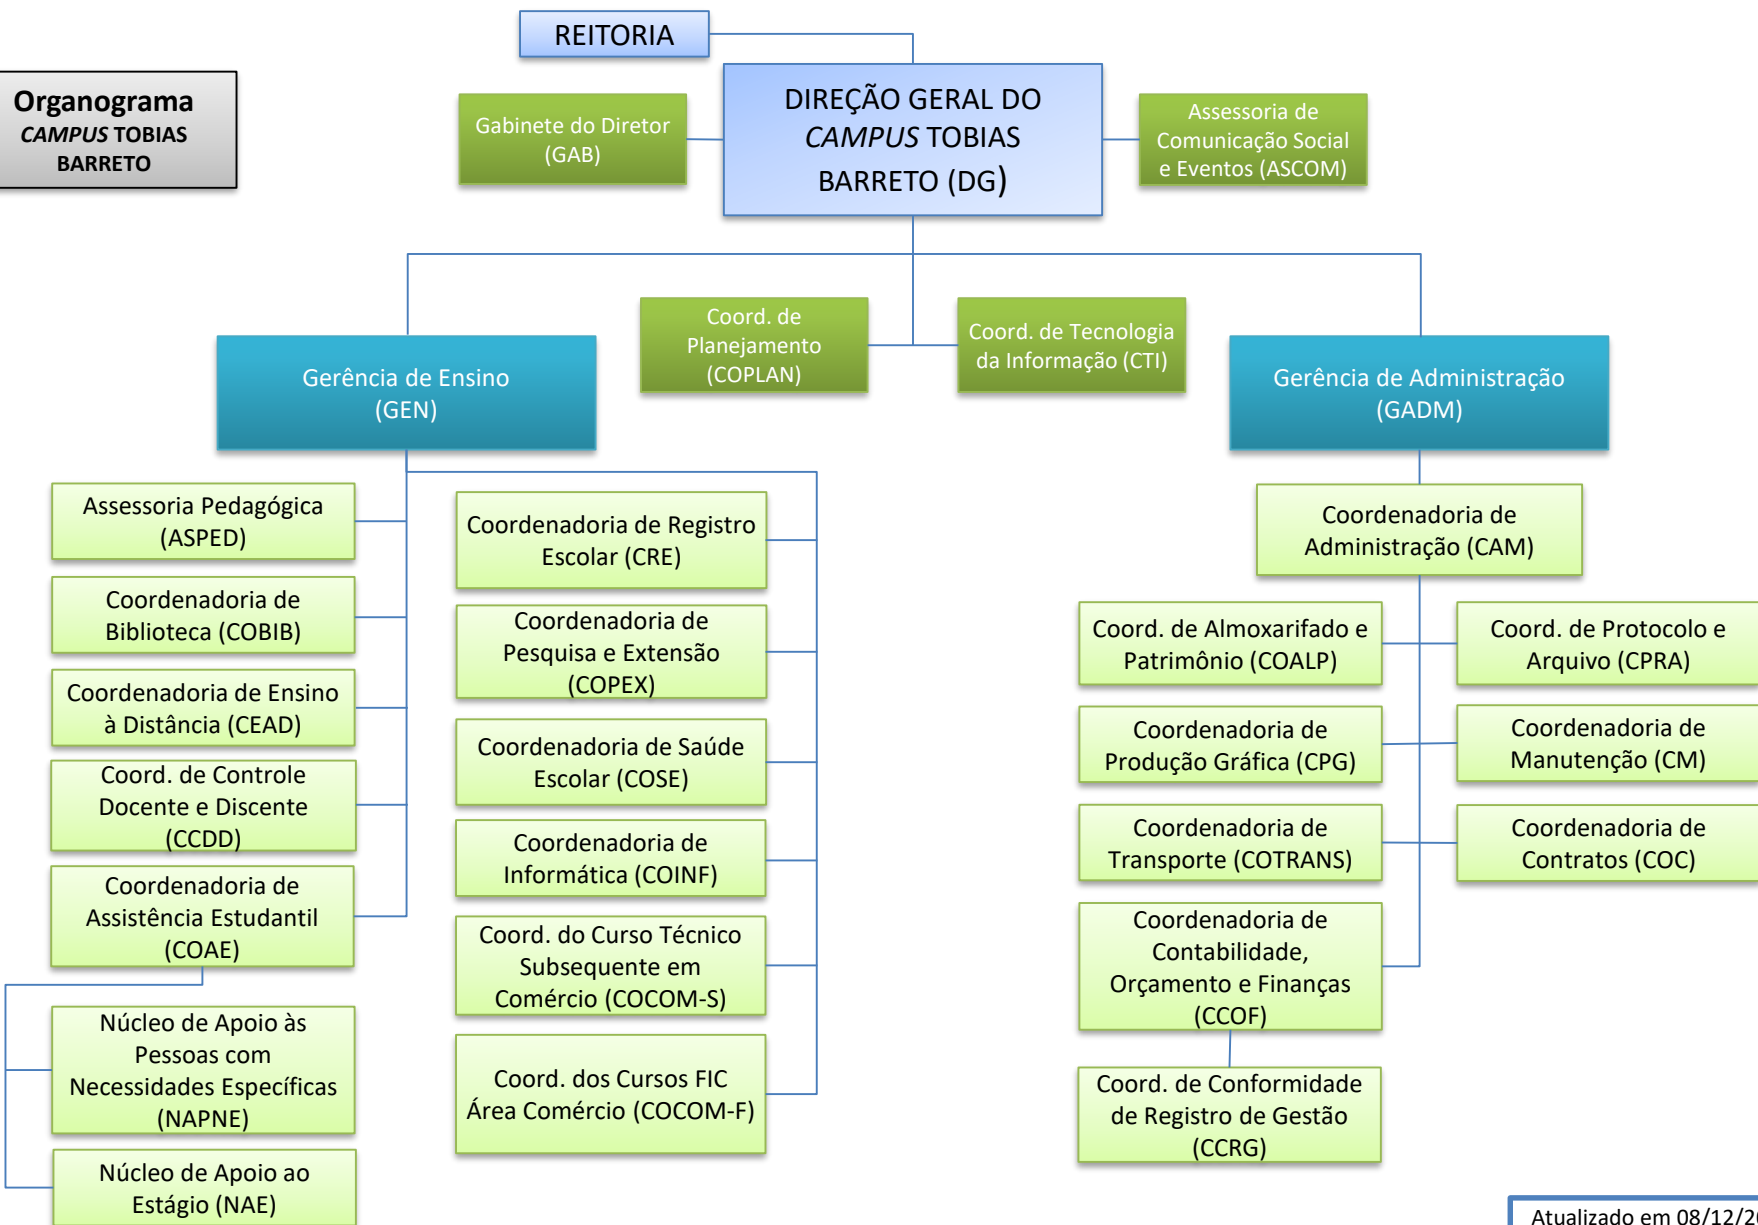 REITORIA
Organograma
CAMPUS TOBIAS
BARRETO
Gabinete do Diretor
(GAB)
DIREÇÃO GERAL DO
CAMPUS TOBIAS
BARRETO (DG)
Assessoria de
Comunicação Social
e Eventos (ASCOM)
Coord. de
Planejamento
(COPLAN)
Coord. de Tecnologia
da Informação (CTI)
Gerência de Ensino
(GEN)
Gerência de Administração
(GADM)
Assessoria Pedagógica
(ASPED)
Coordenadoria de
Biblioteca (COBIB)
Coordenadoria de Ensino
à Distância (CEAD)
Coord. de Controle
Docente e Discente
(CCDD)
Coordenadoria de
Assistência Estudantil
(COAE)
Núcleo de Apoio às
Pessoas com
Necessidades Específicas
(NAPNE)
Núcleo de Apoio ao
Estágio (NAE)
Coordenadoria de Registro
Escolar (CRE)
Coordenadoria de
Pesquisa e Extensão
(COPEX)
Coordenadoria de Saúde
Escolar (COSE)
Coordenadoria de
Informática (COINF)
Coord. do Curso Técnico
Subsequente em
Comércio (COCOM-S)
Coord. dos Cursos FIC
Área Comércio (COCOM-F)
Coordenadoria de
Administração (CAM)
Coord. de Almoxarifado e
Patrimônio (COALP)
Coord. de Protocolo e
Arquivo (CPRA)
Coordenadoria de
Produção Gráfica (CPG)
Coordenadoria de
Manutenção (CM)
Coordenadoria de
Transporte (COTRANS)
Coordenadoria de
Contratos (COC)
Coordenadoria de
Contabilidade,
Orçamento e Finanças
(CCOF)
Coord. de Conformidade
de Registro de Gestão
(CCRG)
Atualizado em